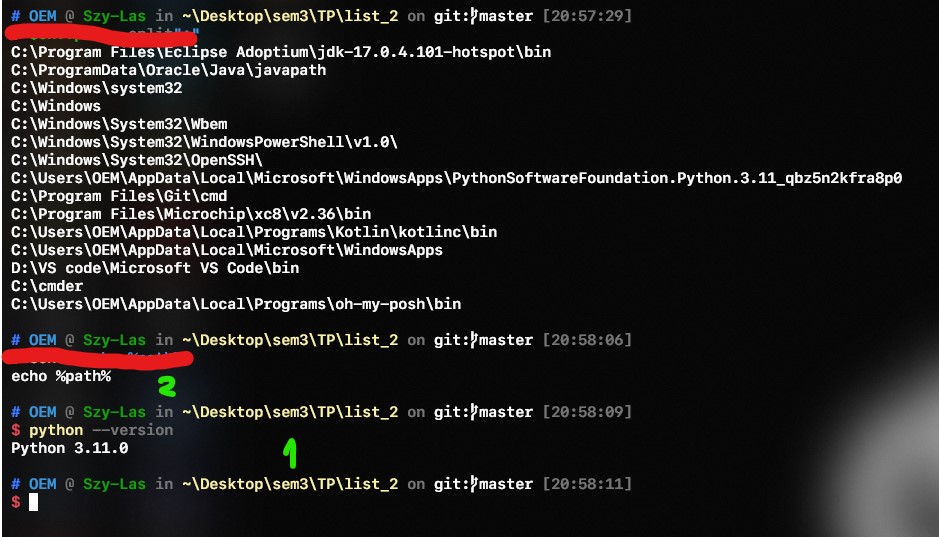 # OEM @ Szy-Las in ~\Desktop\sem3\TP\list_2 on git:master [20:57:29]
C:\Program Files\Eclipse Adoptium\jdk-17.0.4.101-hotspot\bin
C:\ProgramData\Oracle\Java\javapath
C:\Windows\system32
C:\Windows
C:\Windows\System32\Wbem
C:\Windows\System32\WindowsPowerShell\v1.0\
C:\Windows\System32\OpenSSH\
C:\Users\OEM\AppData\Local\Microsoft\WindowsApps\PythonSoftwareFoundation.Python.3.11_qbz5n2kfra8p0
C:\Program Files\Git\cmd
C:\Program Files\Microchip\xc8\v2.36\bin
C:\Users\OEM\AppData\Local\Programs\Kotlin\kotlinc\bin
C:\Users\OEM\AppData\Local\Microsoft\WindowsApps
D:\VS code\Microsoft VS Code\bin
C:\cmder
C:\Users\OEM\AppData\Local\Programs\oh-my-posh\bin
# OEM @ Szy-Las in ~\Desktop\sem3\TP\list_2 on git:master [20:58:06]
echo %path%
2
# OEM @ Szy-Las in ~\Desktop\sem3\TP\list_2 on git:master [20:58:09]
$ python --version
Python 3.11.0
1
# OEM @ Szy-Las in ~\Desktop\sem3\TP\list_2 on git:master [20:58:11]
$